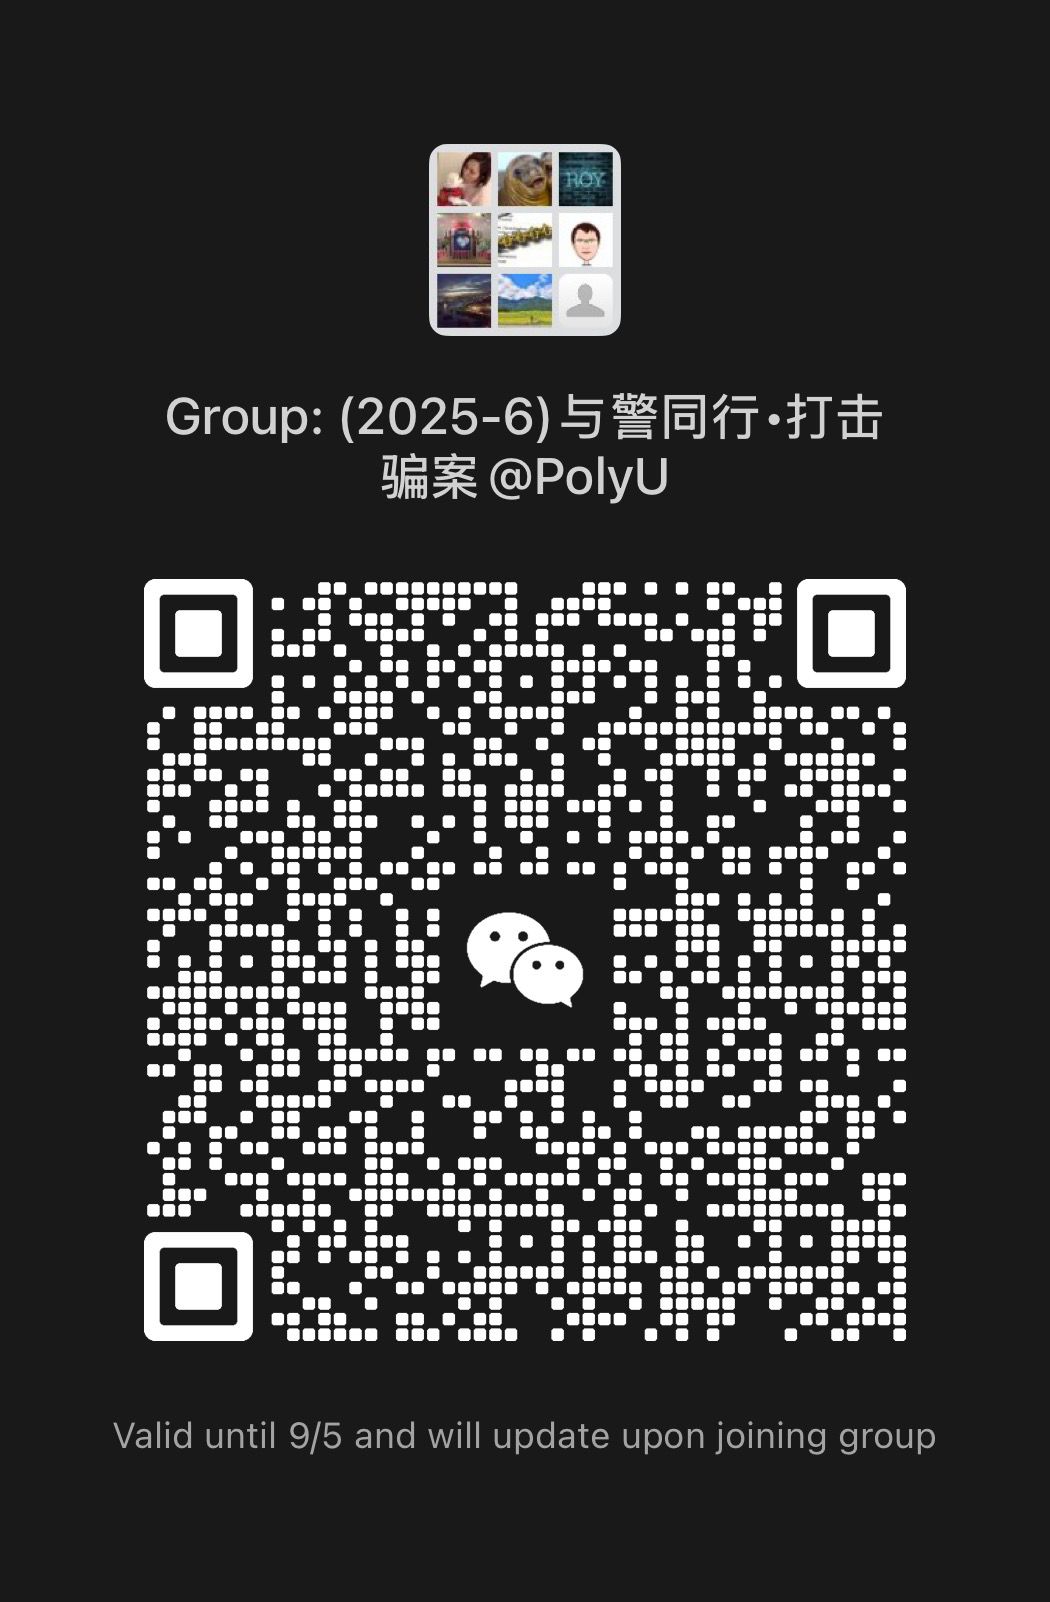 ROY
Group: (2025-6)与警同行•打击
骗案@PolyU
Valid until 9/5 and will update upon joining group